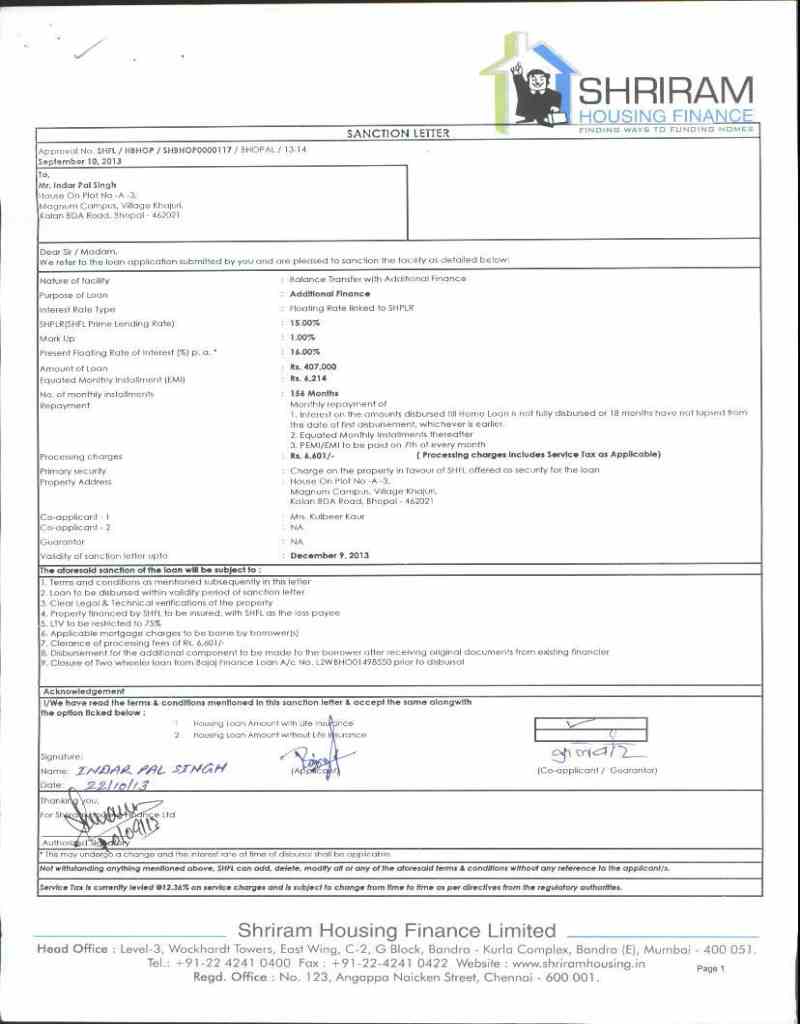 SHRIRAM
HOUSING FINANCE
FINDING WAYS TO FUNDING HOMES
SANCTION LETTER
Approval No. SHFL / HBHOP / SHBHOP0000117 / BHOPAL / 13-14
September 10, 2013
To,
Mr. Indar Pal Singh
House On Plot No -A -3,
Magnum Campus, Village Khajuri,
Kalan BDA Road, Bhopal - 462021
Dear Sir / Madam,
We refer to the loan application submitted by you and are pleased to sanction the facility as detailed below:
Nature of facility : Balance Transfer with Additional Finance
Purpose of Loan : Additional Finance
Interest Rate Type : Floating Rate linked to SHPLR
SHPLR(SHFL Prime Lending Rate) : 15.00%
Mark Up : 1.00%
Present Floating Rate of Interest (%) p. a. * : 16.00%
Amount of Loan : Rs. 407,000
Equated Monthly Installment (EMI) : Rs. 6,214
No. of monthly installments : 156 Months
Repayment Monthly repayment of
1. Interest on the amounts disbursed till Home Loan is not fully disbursed or 18 months have not lapsed from
the date of first disbursement, whichever is earlier.
2. Equated Monthly Installments thereafter
3. PEMI/EMI to be paid on 7th of every month
Processing charges : Rs. 6,601/- ( Processing charges includes Service Tax as Applicable)
Primary security : Charge on the property in favour of SHFL offered as security for the loan
Property Address : House On Plot No -A -3,
Magnum Campus, Village Khajuri,
Kalan BDA Road, Bhopal - 462021
Co-applicant - 1 : Mrs. Kulbeer Kaur
Co-applicant - 2 : NA
Guarantor : NA
Validity of sanction letter upto : December 9, 2013
The aforesaid sanction of the loan will be subject to :
1. Terms and conditions as mentioned subsequently in this letter
2. Loan to be disbursed within validity period of sanction letter
3. Clear Legal & Technical verifications of the property
4. Property financed by SHFL to be insured, with SHFL as the loss payee
5. LTV to be restricted to 75%
6. Applicable mortgage charges to be borne by borrower(s)
7. Clerance of processing fees of Rs. 6,601/-
8. Disbursement for the additional component to be made to the borrower after receiving original documents from existing financier
9. Closure of Two wheeler loan from Bajaj Finance Loan A/c No. L2WBHO01498550 prior to disbursal
Acknowledgement
I/We have read the terms & conditions mentioned in this sanction letter & accept the same alongwith
the option ticked below :
1 Housing Loan Amount with Life Insurance
2 Housing Loan Amount without Life Insurance
Signature:
Name: INDAR PAL SINGH (Applicant) (Co-applicant / Guarantor)
Date: 22/10/13
Thanking you,
For Shriram Housing Finance Ltd
Authorized Signatory
* This may undergo a change and the interest rate at time of disbursal shall be applicable
Not withstanding anything mentioned above, SHFL can add, delete, modify all or any of the aforesaid terms & conditions without any reference to the applicant/s.
Service Tax is currently levied @12.36% on service charges and is subject to change from time to time as per directives from the regulatory authorities.
Shriram Housing Finance Limited
Head Office : Level-3, Wockhardt Towers, East Wing, C-2, G Block, Bandra - Kurla Complex, Bandra (E), Mumbai - 400 051.
Tel.: +91-22 4241 0400 Fax : +91-22-4241 0422 Website : www.shriramhousing.in
Page 1
Regd. Office : No. 123, Angappa Naicken Street, Chennai - 600 001.